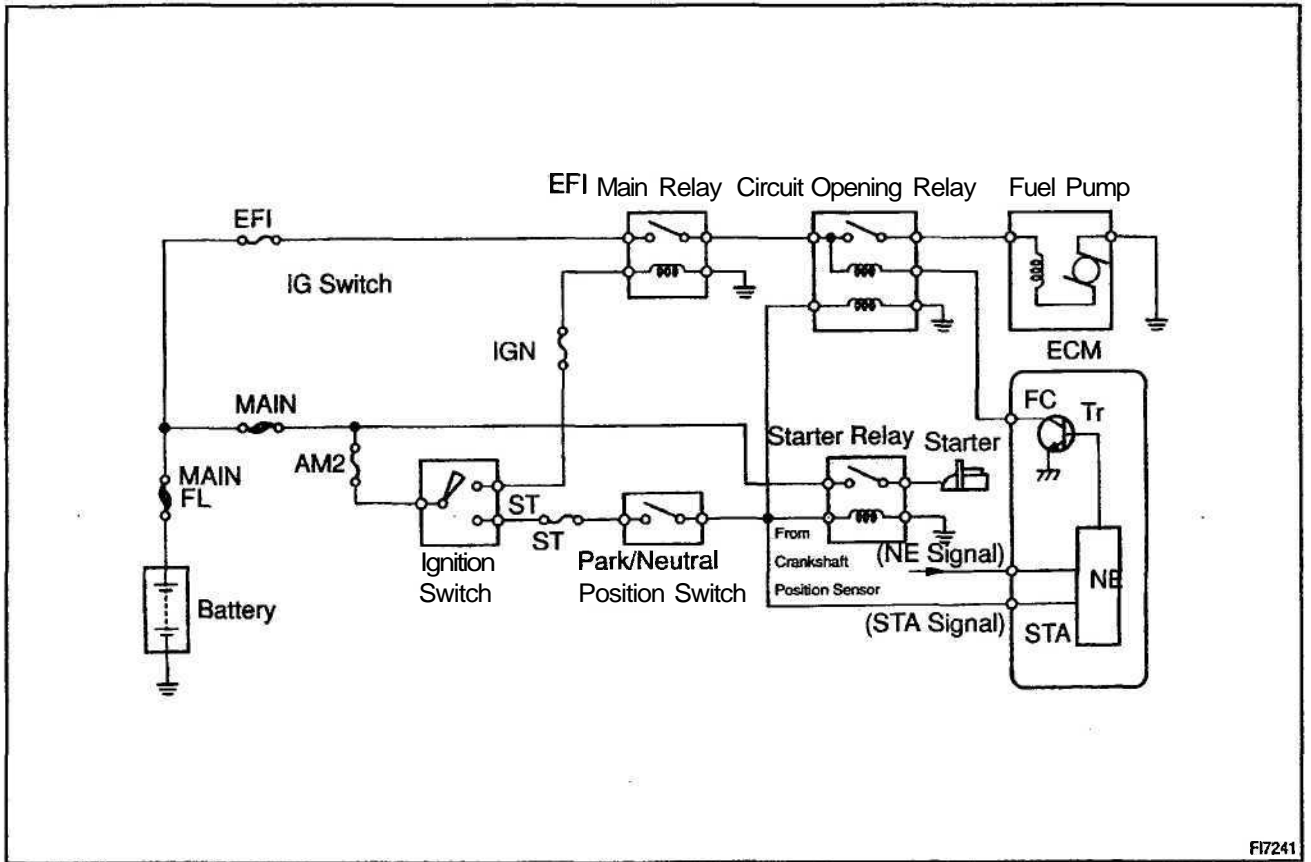 EFI Main Relay Circuit Opening Relay Fuel Pump
EFI
IG Switch
IGN
ECM
FC
Tr
MAIN
Starter Relay Starter
AM2
MAIN
FL
ST
ST
From
Crankshaft
Position Sensor
(NE Signal)
NE
Ignition
Switch
Park/Neutral
Position Switch
Battery
(STA Signal)
STA
FI7241